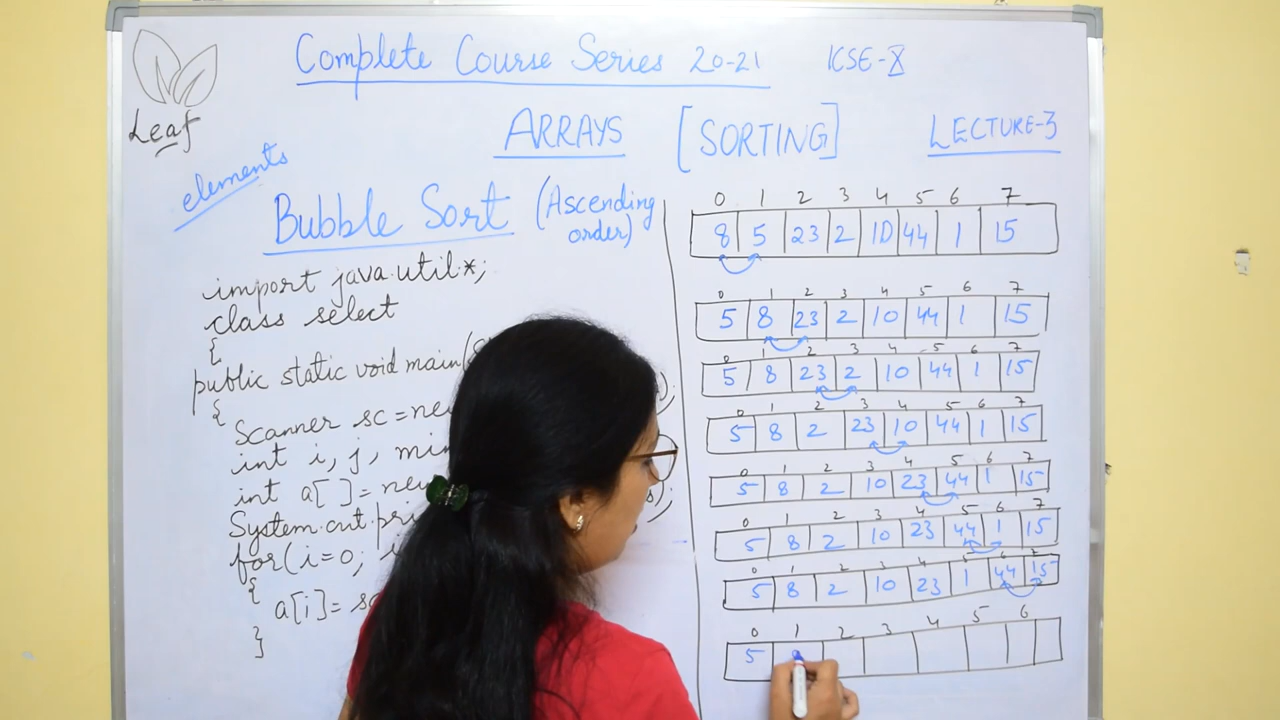 Complete Course Series 20-21 ICSE-X
Leaf
ARRAYS [SORTING] LECTURE-3
elements
Bubble Sort (Ascending order)
import java.util.*;
class select
{
public static void main(S
{
Scanner sc=new );
int i, j, min
int a[ ]=new );
System.out.pri
for(i=0;
{
a[i]= sc
}
0 1 2 3 4 5 6 7
8 5 23 2 10 44 1 15
0 1 2 3 4 5 6 7
5 8 23 2 10 44 1 15
0 1 2 3 4 5 6 7
5 8 23 2 10 44 1 15
0 1 2 3 4 5 6 7
5 8 2 23 10 44 1 15
0 1 2 3 4 5 6 7
5 8 2 10 23 44 1 15
0 1 2 3 4 5 6 7
5 8 2 10 23 44 1 15
0 1 2 3 4 5 6 7
5 8 2 10 23 1 44 15
0 1 2 3 4 5 6
5